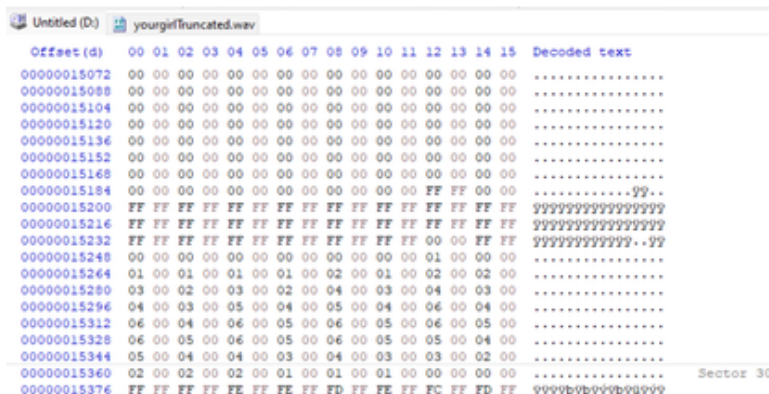 Untitled (D:) yourgirlTruncated.wav
Offset(d) 00 01 02 03 04 05 06 07 08 09 10 11 12 13 14 15 Decoded text
00000015072 00 00 00 00 00 00 00 00 00 00 00 00 00 00 00 00 ................
00000015088 00 00 00 00 00 00 00 00 00 00 00 00 00 00 00 00 ................
00000015104 00 00 00 00 00 00 00 00 00 00 00 00 00 00 00 00 ................
00000015120 00 00 00 00 00 00 00 00 00 00 00 00 00 00 00 00 ................
00000015136 00 00 00 00 00 00 00 00 00 00 00 00 00 00 00 00 ................
00000015152 00 00 00 00 00 00 00 00 00 00 00 00 00 00 00 00 ................
00000015168 00 00 00 00 00 00 00 00 00 00 00 00 00 00 00 00 ................
00000015184 00 00 00 00 00 00 00 00 00 00 00 00 FF FF 00 00 ............ÿÿ..
00000015200 FF FF FF FF FF FF FF FF FF FF FF FF FF FF FF FF ÿÿÿÿÿÿÿÿÿÿÿÿÿÿÿÿ
00000015216 FF FF FF FF FF FF FF FF FF FF FF FF FF FF FF FF ÿÿÿÿÿÿÿÿÿÿÿÿÿÿÿÿ
00000015232 FF FF FF FF FF FF FF FF FF FF FF FF 00 00 FF FF ÿÿÿÿÿÿÿÿÿÿÿÿ..ÿÿ
00000015248 00 00 00 00 00 00 00 00 00 00 00 00 01 00 00 00 ................
00000015264 01 00 01 00 01 00 01 00 02 00 01 00 02 00 02 00 ................
00000015280 03 00 02 00 03 00 02 00 04 00 03 00 04 00 03 00 ................
00000015296 04 00 03 00 05 00 04 00 05 00 04 00 06 00 04 00 ................
00000015312 06 00 04 00 06 00 05 00 06 00 05 00 06 00 05 00 ................
00000015328 06 00 05 00 06 00 05 00 06 00 05 00 05 00 04 00 ................
00000015344 05 00 04 00 04 00 03 00 04 00 03 00 03 00 02 00 ................
00000015360 02 00 02 00 02 00 01 00 01 00 01 00 00 00 00 00 ................ Sector 30
00000015376 FF FF FF FF FE FF FE FF FD FF FE FF FC FF FD FF ÿÿÿÿþÿþÿýÿþÿüÿýÿ